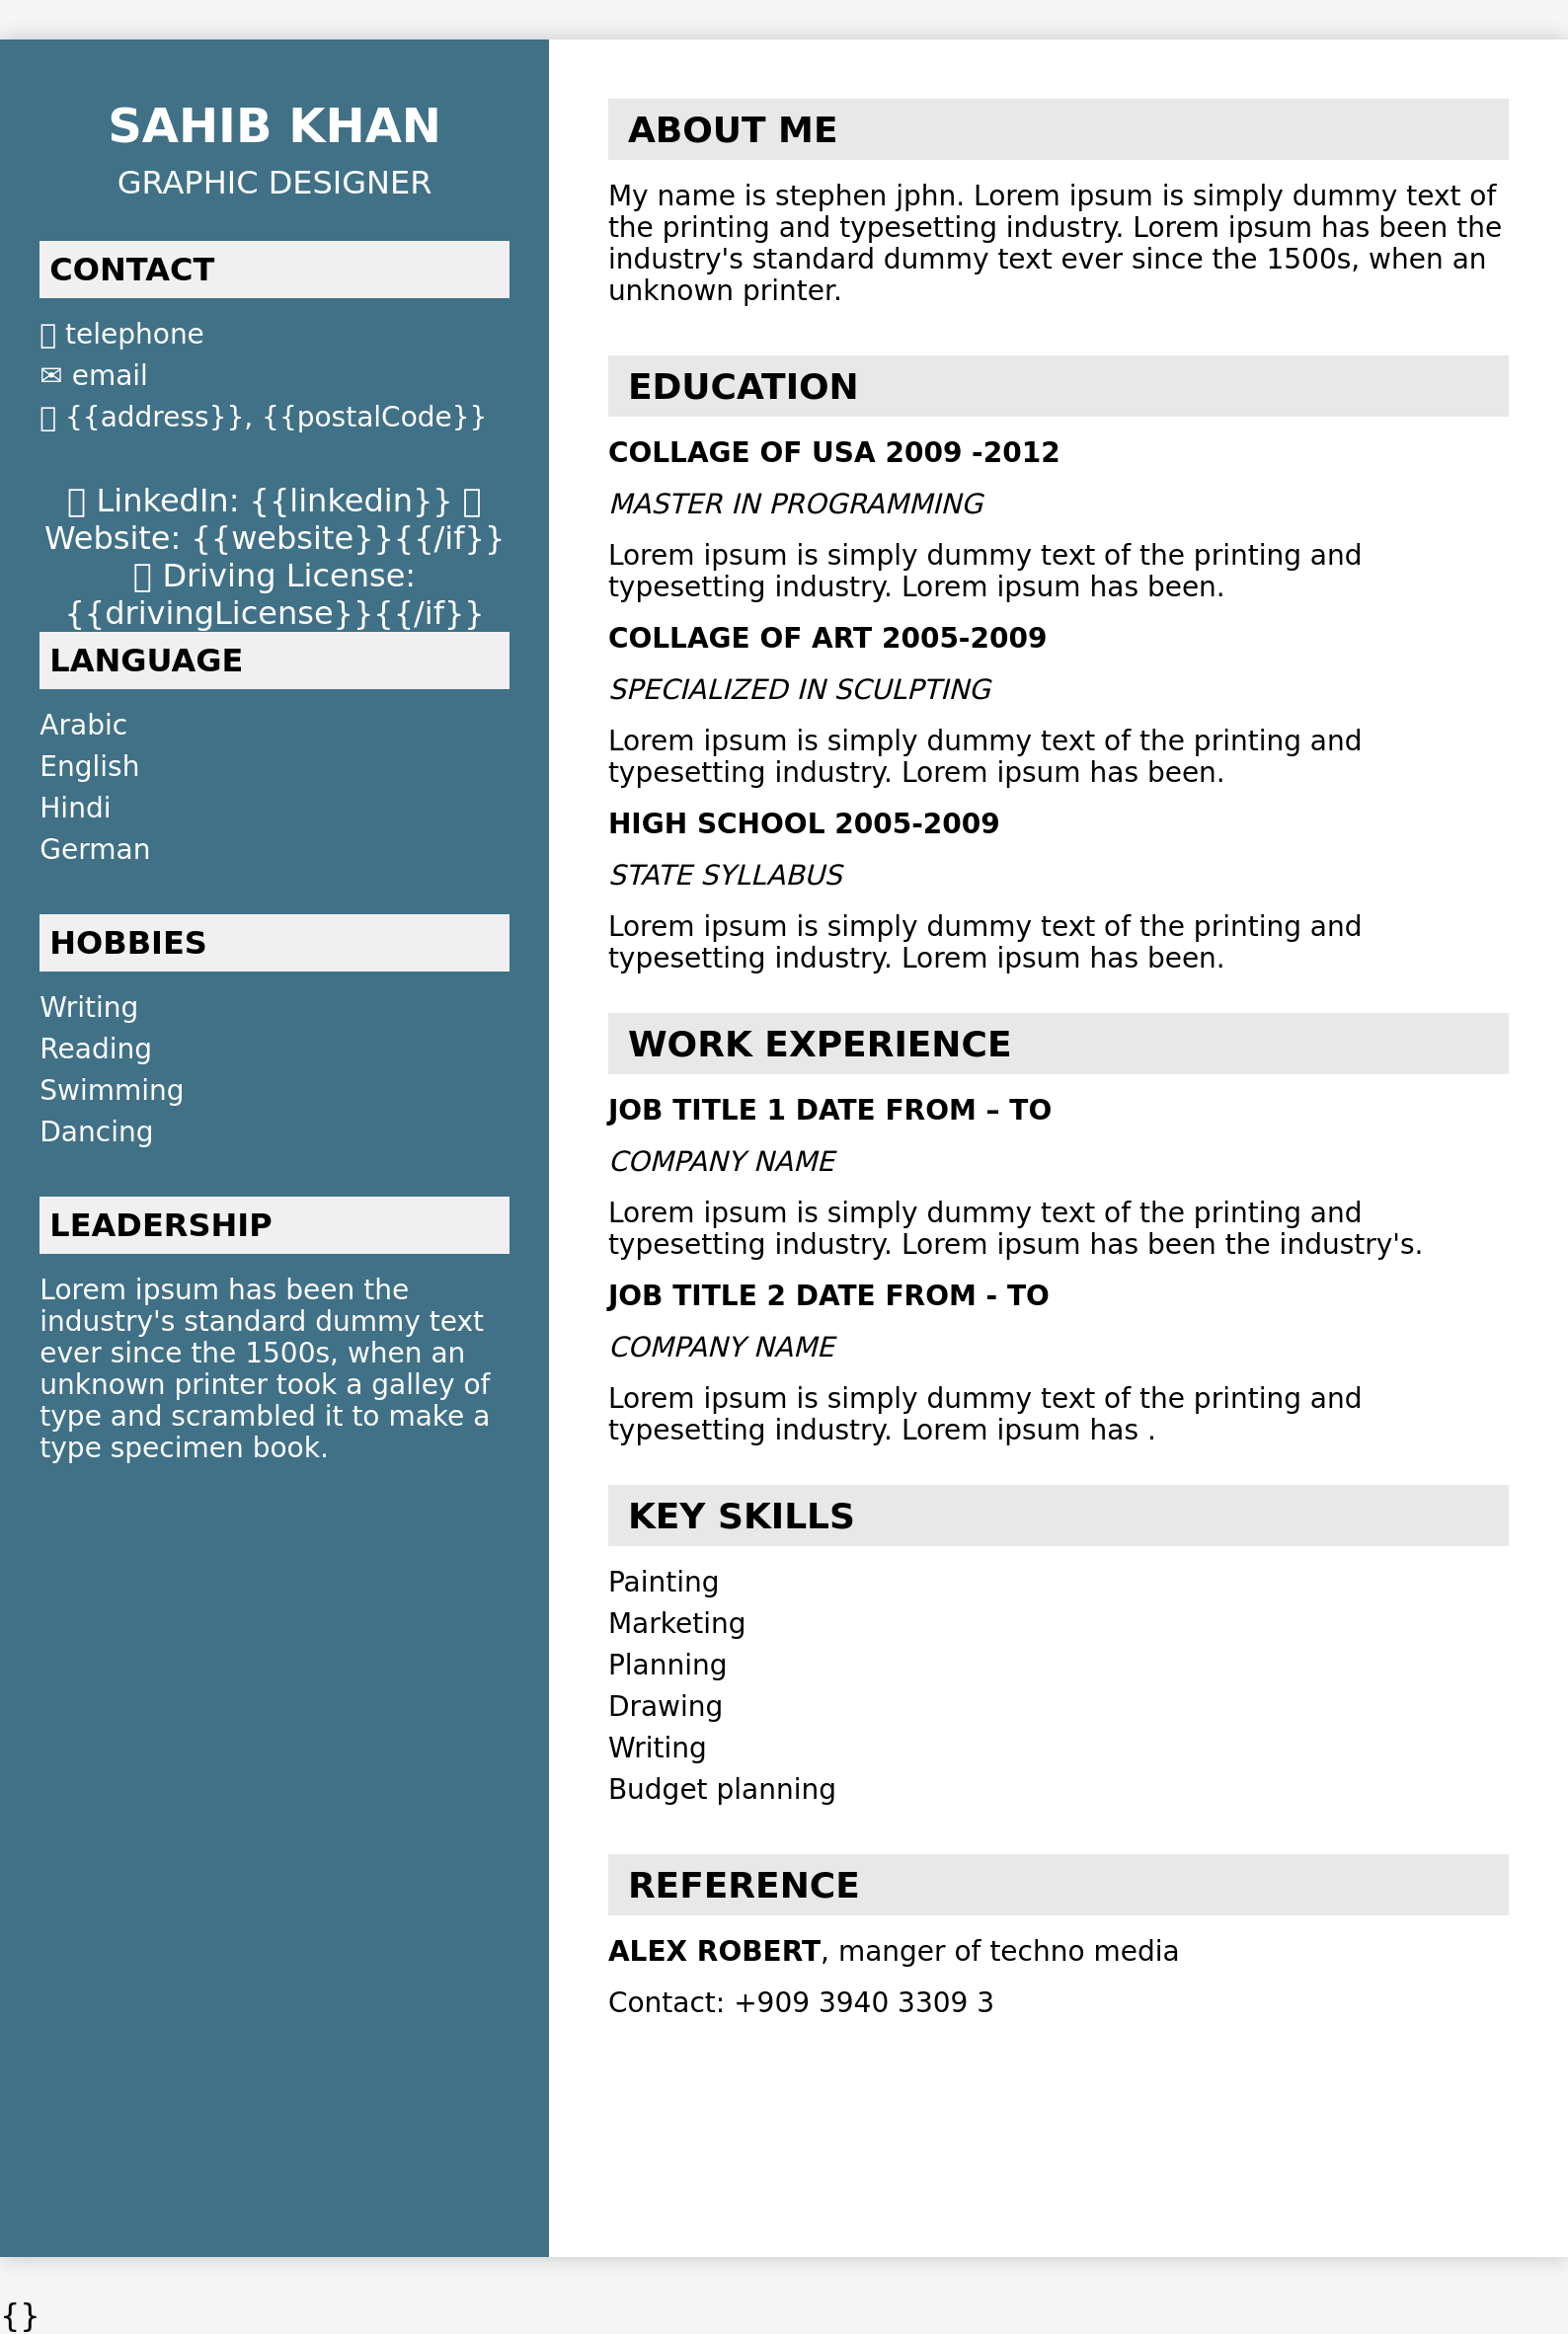 SAHIB KHAN
GRAPHIC DESIGNER
CONTACT
telephone
✉ email
{{address}}, {{postalCode}}
LinkedIn: {{linkedin}}
Website: {{website}}{{/if}}
Driving License:
{{drivingLicense}}{{/if}}
LANGUAGE
Arabic
English
Hindi
German
HOBBIES
Writing
Reading
Swimming
Dancing
LEADERSHIP
Lorem ipsum has been the
industry's standard dummy text
ever since the 1500s, when an
unknown printer took a galley of
type and scrambled it to make a
type specimen book.
ABOUT ME
My name is stephen jphn. Lorem ipsum is simply dummy text of
the printing and typesetting industry. Lorem ipsum has been the
industry's standard dummy text ever since the 1500s, when an
unknown printer.
EDUCATION
COLLAGE OF USA 2009 -2012
MASTER IN PROGRAMMING
Lorem ipsum is simply dummy text of the printing and
typesetting industry. Lorem ipsum has been.
COLLAGE OF ART 2005-2009
SPECIALIZED IN SCULPTING
Lorem ipsum is simply dummy text of the printing and
typesetting industry. Lorem ipsum has been.
HIGH SCHOOL 2005-2009
STATE SYLLABUS
Lorem ipsum is simply dummy text of the printing and
typesetting industry. Lorem ipsum has been.
WORK EXPERIENCE
JOB TITLE 1 DATE FROM – TO
COMPANY NAME
Lorem ipsum is simply dummy text of the printing and
typesetting industry. Lorem ipsum has been the industry's.
JOB TITLE 2 DATE FROM - TO
COMPANY NAME
Lorem ipsum is simply dummy text of the printing and
typesetting industry. Lorem ipsum has .
KEY SKILLS
Painting
Marketing
Planning
Drawing
Writing
Budget planning
REFERENCE
ALEX ROBERT, manger of techno media
Contact: +909 3940 3309 3
{}